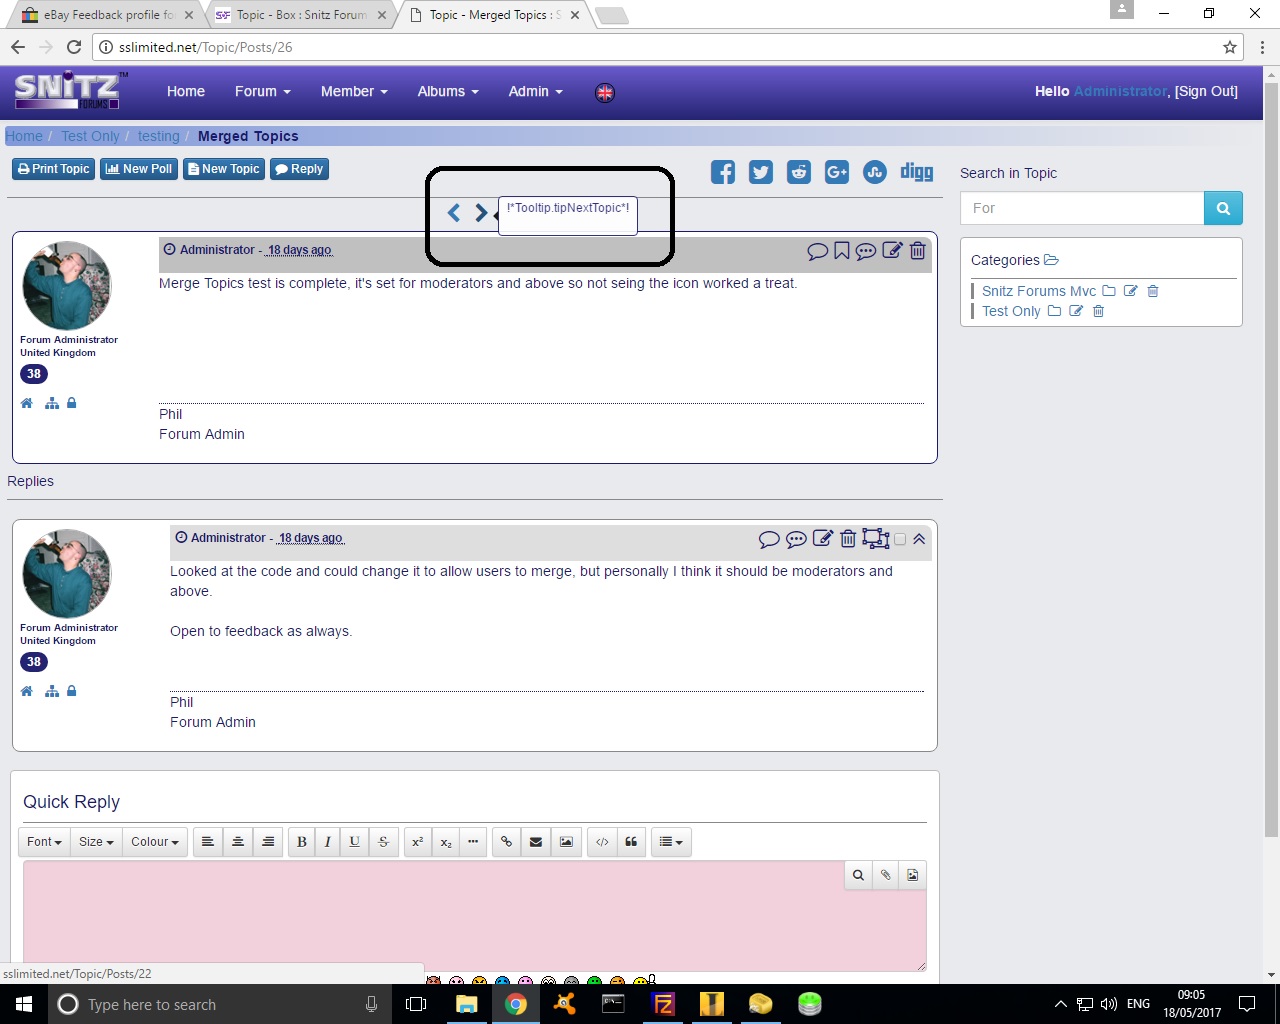 eBay Feedback profile fo
Topic - Box : Snitz Forum
Topic - Merged Topics : S
sslimited.net/Topic/Posts/26
SNiTZ TM
FORUMS
Home
Forum
Member
Albums
Admin
Hello Administrator, [Sign Out]
Home / Test Only / testing / Merged Topics
Print Topic
New Poll
New Topic
Reply
digg
Search in Topic
For
!*Tooltip.tipNextTopic*!
Categories
Snitz Forums Mvc
Test Only
Administrator - 18 days ago
Merge Topics test is complete, it's set for moderators and above so not seing the icon worked a treat.
Forum Administrator
United Kingdom
38
Phil
Forum Admin
Replies
Administrator - 18 days ago
Looked at the code and could change it to allow users to merge, but personally I think it should be moderators and
above.
Open to feedback as always.
Forum Administrator
United Kingdom
38
Phil
Forum Admin
Quick Reply
Font
Size
Colour
B
I
U
S
x²
x₂
sslimited.net/Topic/Posts/22
Type here to search
ENG
09:05
18/05/2017